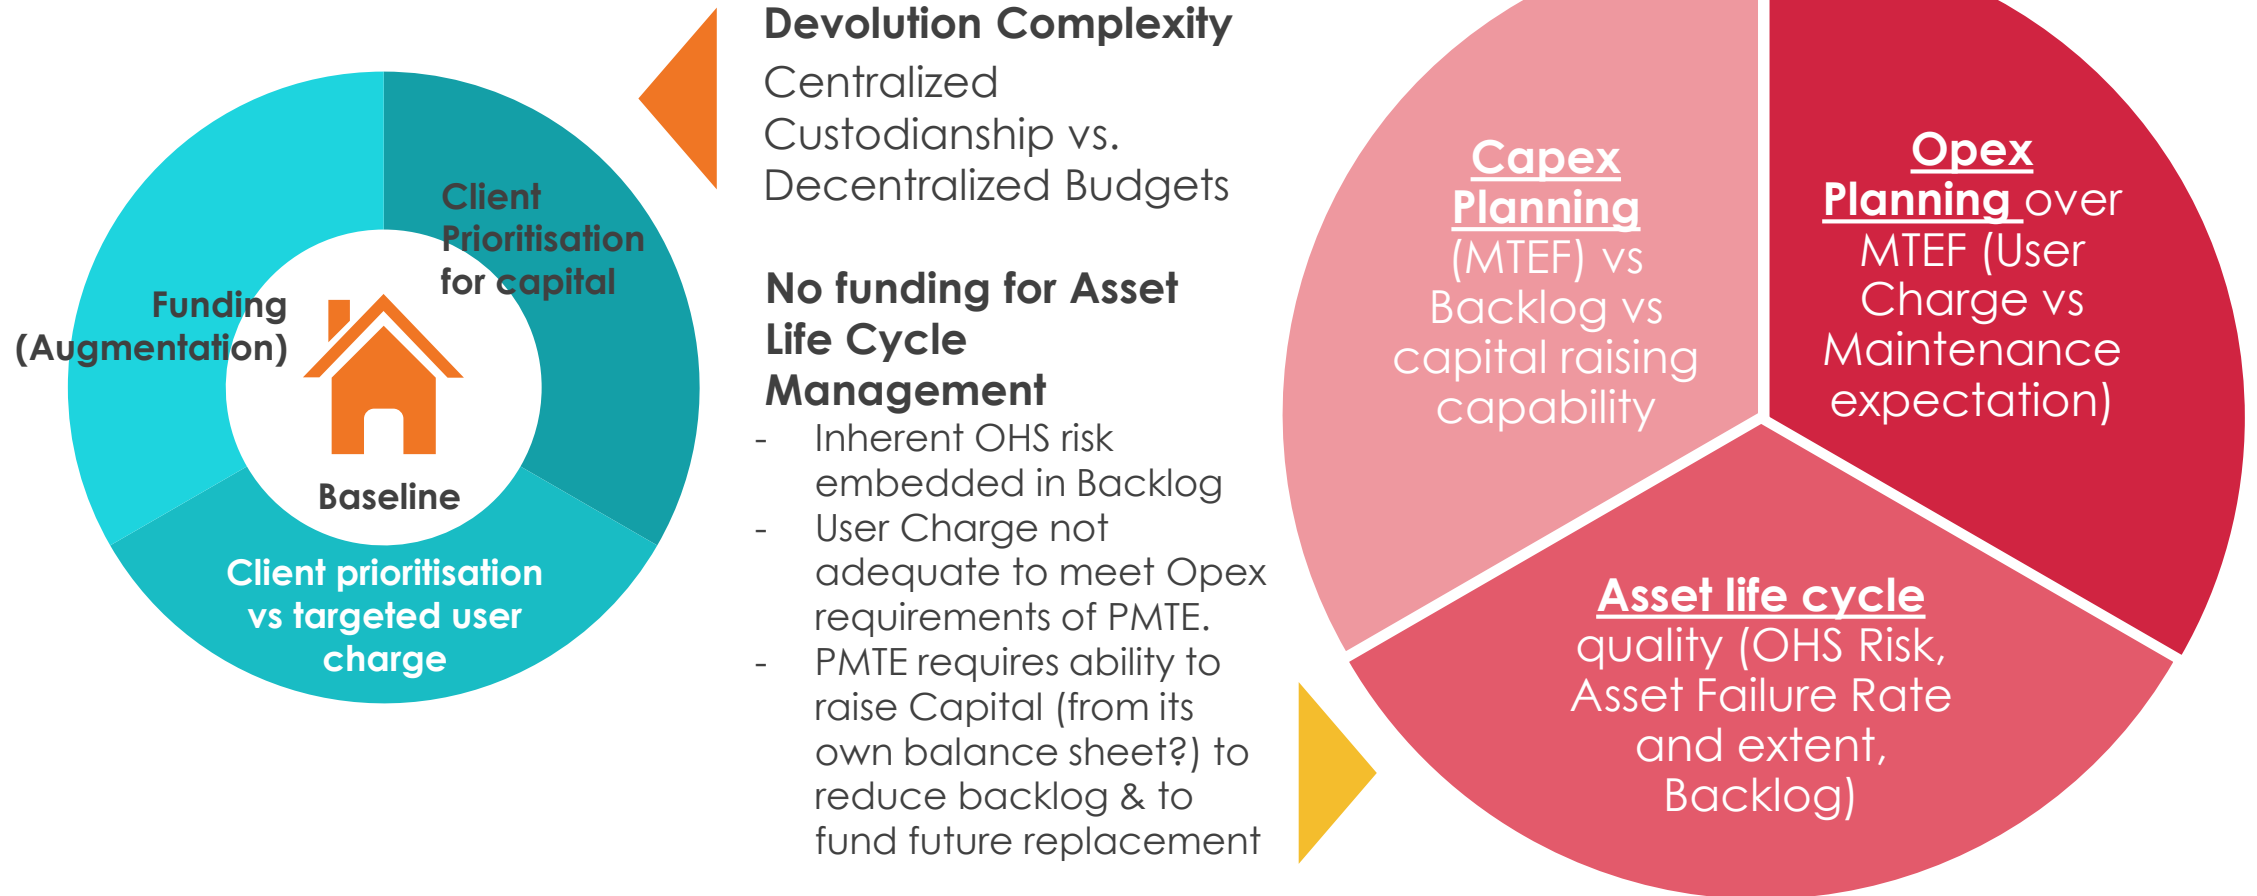 Client
Prioritisation
for capital
Funding
(Augmentation)
Baseline
Client prioritisation
vs targeted user
charge
Devolution Complexity
Centralized
Custodianship vs.
Decentralized Budgets
No funding for Asset
Life Cycle
Management
- Inherent OHS risk
embedded in Backlog
- User Charge not
adequate to meet Opex
requirements of PMTE.
- PMTE requires ability to
raise Capital (from its
own balance sheet?) to
reduce backlog & to
fund future replacement
Capex
Planning
(MTEF) vs
Backlog vs
capital raising
capability
Opex
Planning over
MTEF (User
Charge vs
Maintenance
expectation)
Asset life cycle
quality (OHS Risk,
Asset Failure Rate
and extent,
Backlog)